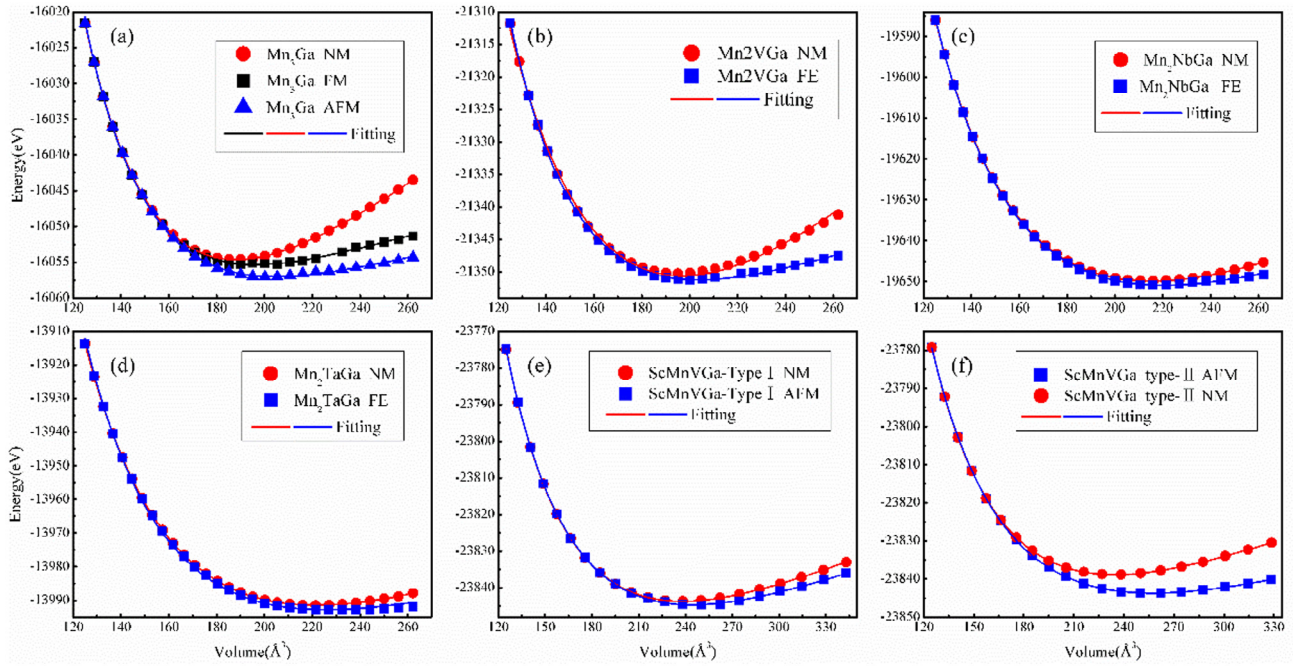 -16020
-16025
-16030
-16035
-16040
-16045
-16050
-16055
-16060
Energy(eV)
(a)
Mn₃Ga NM
Mn₃Ga FM
Mn₃Ga AFM
Fitting
120 140 160 180 200 220 240 260
-21310
-21315
-21320
-21325
-21330
-21335
-21340
-21345
-21350
(b)
Mn2VGa NM
Mn2VGa FE
Fitting
120 140 160 180 200 220 240 260
-19590
-19600
-19610
-19620
-19630
-19640
-19650
(c)
Mn₂NbGa NM
Mn₂NbGa FE
Fitting
120 140 160 180 200 220 240 260
-13910
-13920
-13930
-13940
-13950
-13960
-13970
-13980
-13990
Energy(eV)
(d)
Mn₂TaGa NM
Mn₂TaGa FE
Fitting
120 140 160 180 200 220 240 260
Volume(Å³)
-23770
-23780
-23790
-23800
-23810
-23820
-23830
-23840
(e)
ScMnVGa-Type Ⅰ NM
ScMnVGa-Type Ⅰ AFM
Fitting
120 150 180 210 240 270 300 330
Volume(Å³)
-23780
-23790
-23800
-23810
-23820
-23830
-23840
-23850
(f)
ScMnVGa type-Ⅱ AFM
ScMnVGa type-Ⅱ NM
Fitting
120 150 180 210 240 270 300 330
Volume(Å³)